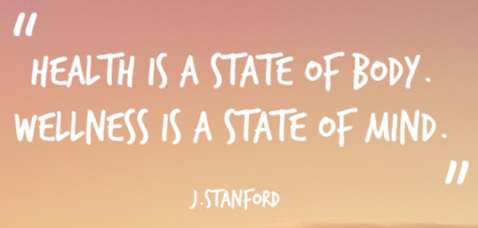 "
HEALTH IS A STATE OF BODY.
WELLNESS IS A STATE OF MIND.
"
J.STANFORD